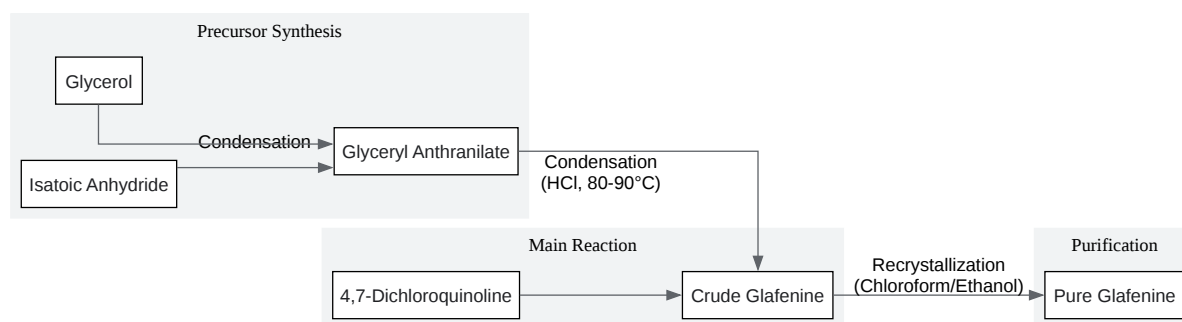 Precursor Synthesis
Glycerol
Condensation
Glyceryl Anthranilate
Isatoic Anhydride
Condensation
(HCl, 80-90°C)
Main Reaction
4,7-Dichloroquinoline
Crude Glafenine
Recrystallization
(Chloroform/Ethanol)
Purification
Pure Glafenine